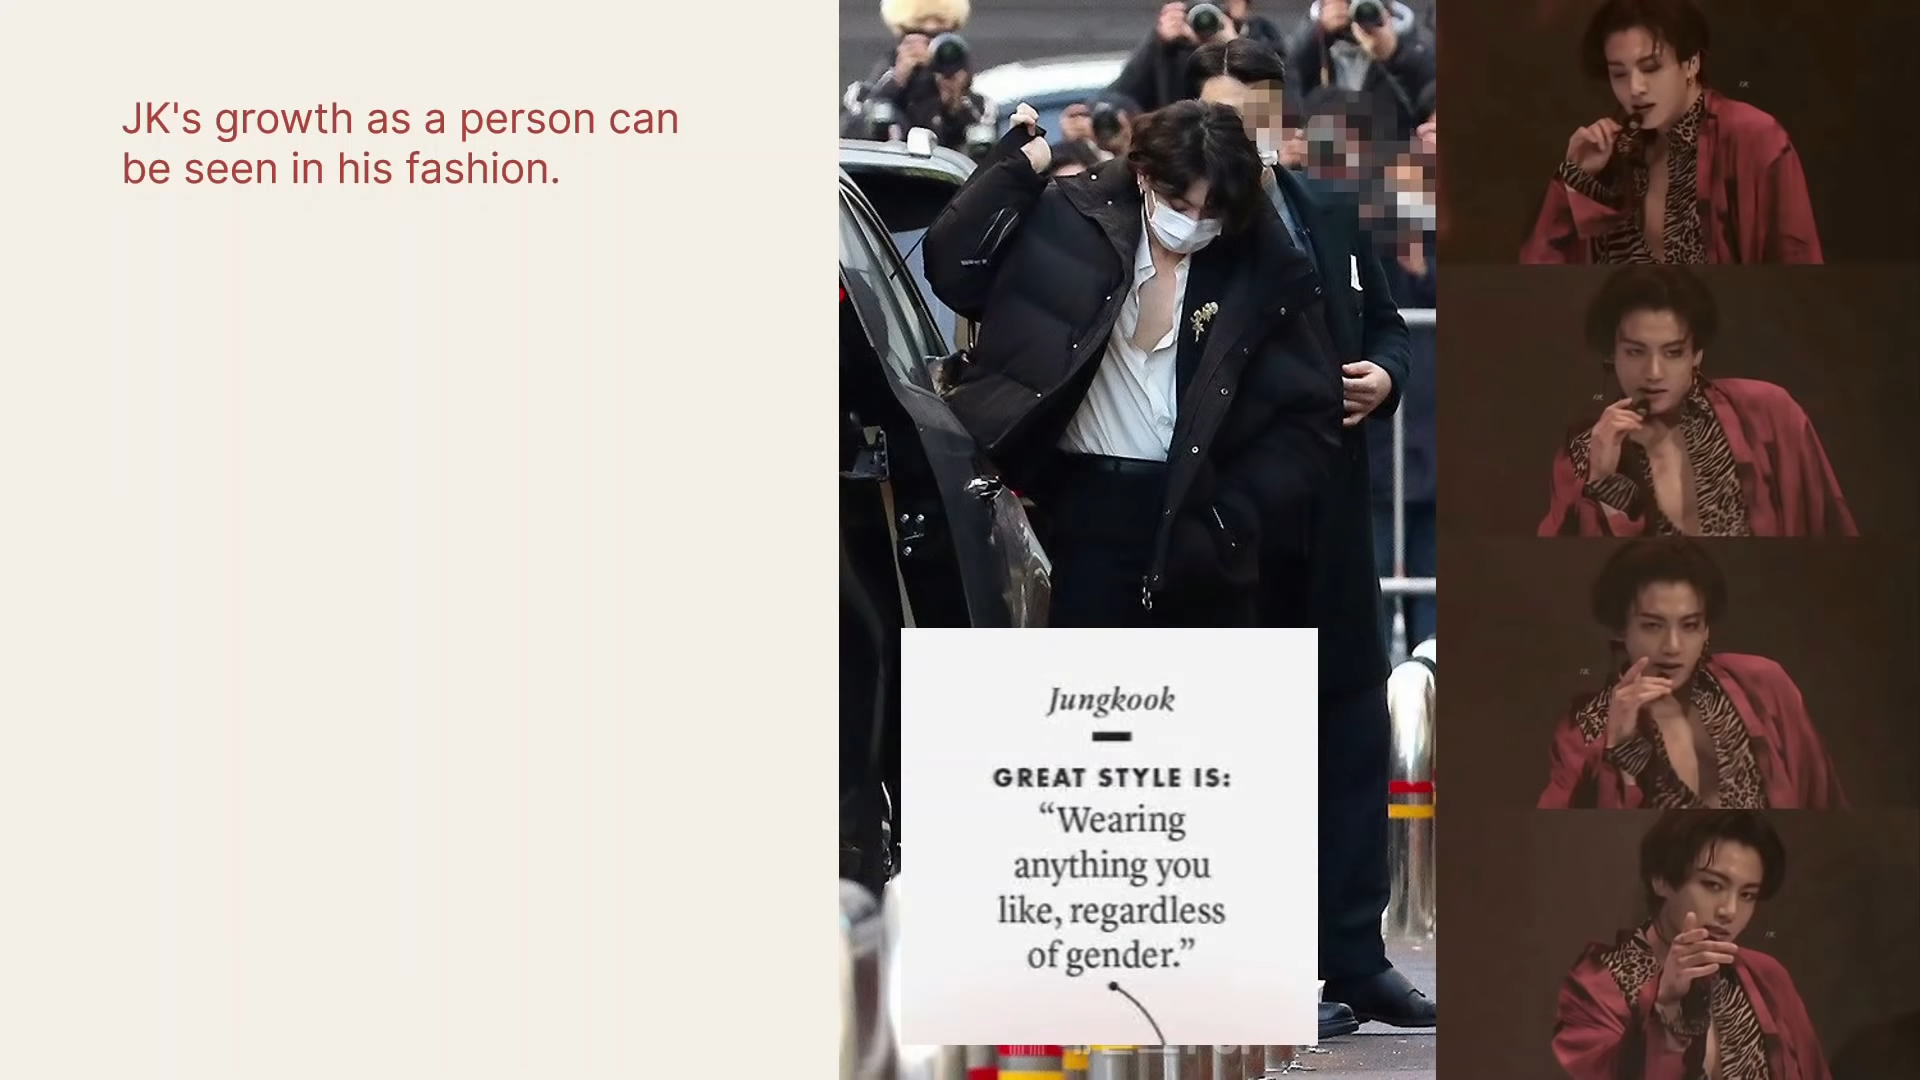 JK's growth as a person can
be seen in his fashion.
Jungkook
GREAT STYLE IS:
“Wearing
anything you
like, regardless
of gender.”